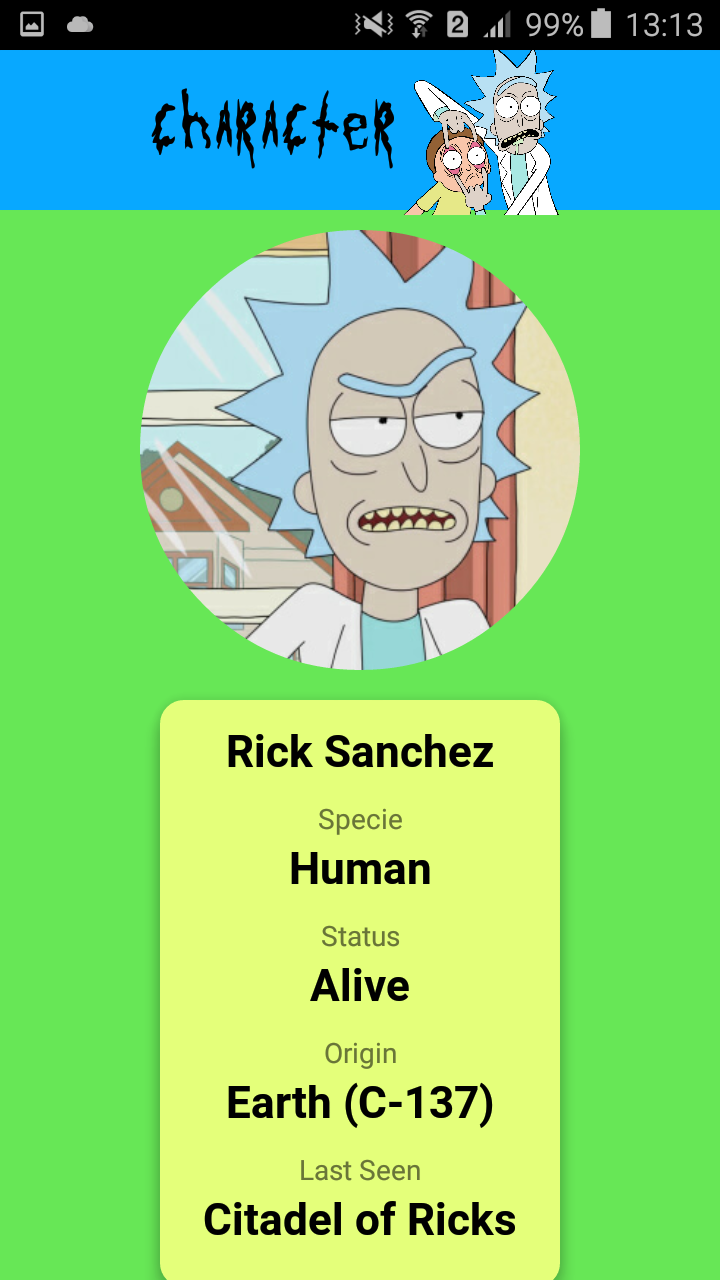 2 99% 13:13
CHARACTER
Rick Sanchez
Specie
Human
Status
Alive
Origin
Earth (C-137)
Last Seen
Citadel of Ricks